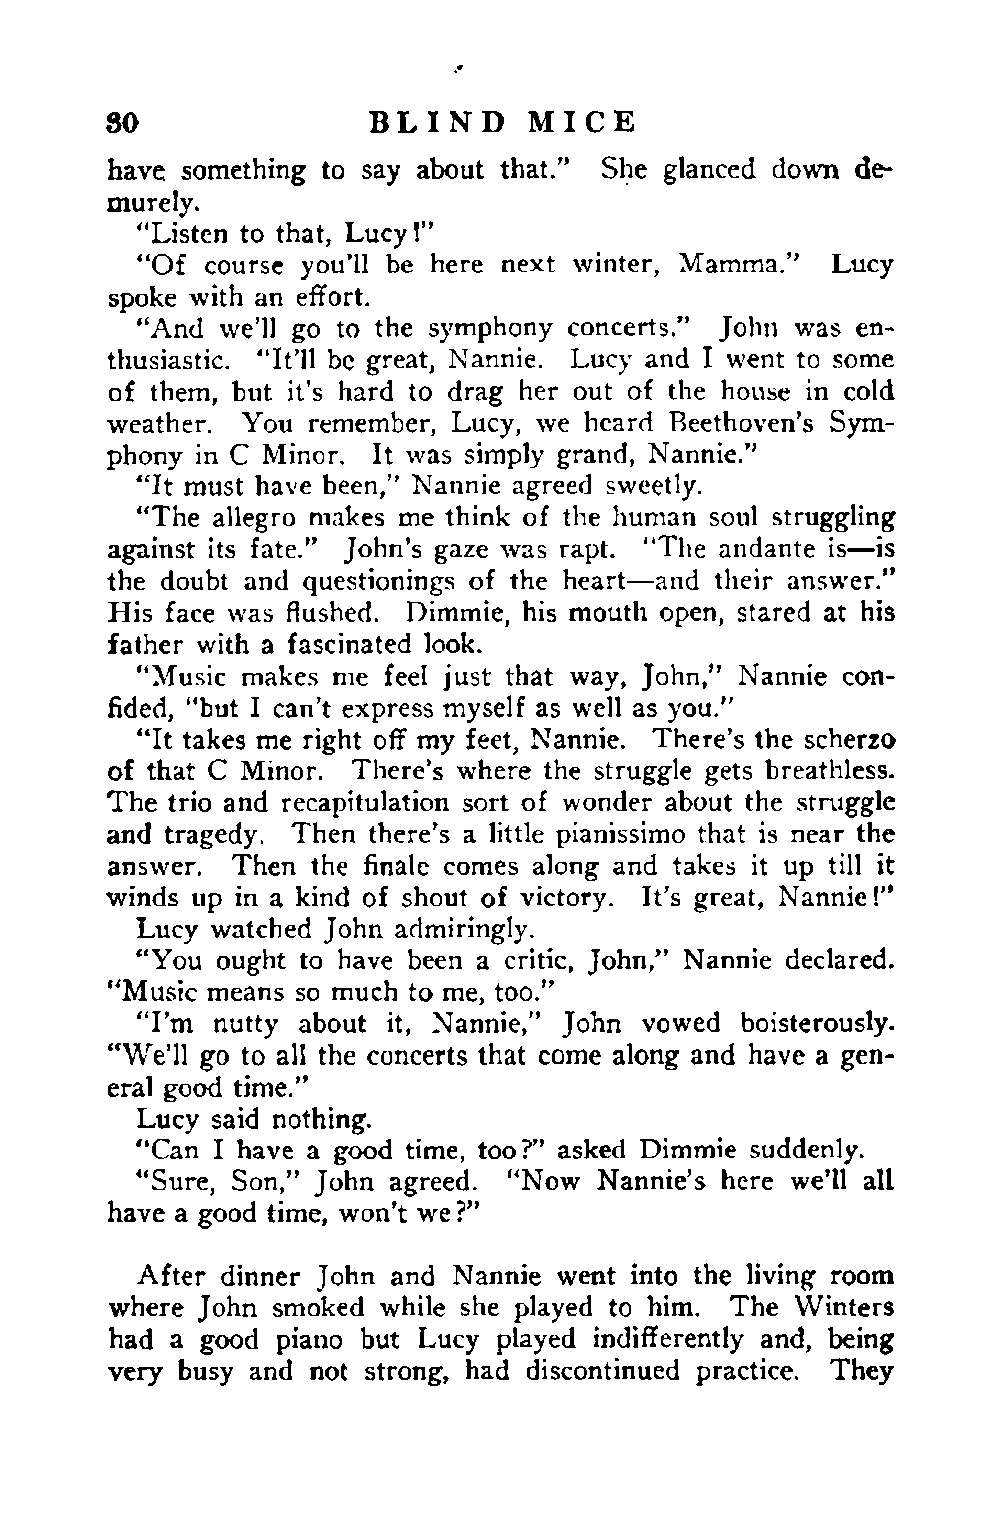 30 BLIND MICE
have something to say about that.” She glanced down de-
murely.
“Listen to that, Lucy!”
“Of course you’ll be here next winter, Mamma.” Lucy
spoke with an effort.
“And we’ll go to the symphony concerts.” John was en-
thusiastic. “It’ll be great, Nannie. Lucy and I went to some
of them, but it’s hard to drag her out of the house in cold
weather. You remember, Lucy, we heard Beethoven’s Sym-
phony in C Minor. It was simply grand, Nannie.”
“It must have been,” Nannie agreed sweetly.
“The allegro makes me think of the human soul struggling
against its fate.” John’s gaze was rapt. “The andante is—is
the doubt and questionings of the heart—and their answer.”
His face was flushed. Dimmie, his mouth open, stared at his
father with a fascinated look.
“Music makes me feel just that way, John,” Nannie con-
fided, “but I can’t express myself as well as you.”
“It takes me right off my feet, Nannie. There’s the scherzo
of that C Minor. There’s where the struggle gets breathless.
The trio and recapitulation sort of wonder about the struggle
and tragedy. Then there’s a little pianissimo that is near the
answer. Then the finale comes along and takes it up till it
winds up in a kind of shout of victory. It’s great, Nannie!”
Lucy watched John admiringly.
“You ought to have been a critic, John,” Nannie declared.
“Music means so much to me, too.”
“I’m nutty about it, Nannie,” John vowed boisterously.
“We’ll go to all the concerts that come along and have a gen-
eral good time.”
Lucy said nothing.
“Can I have a good time, too?” asked Dimmie suddenly.
“Sure, Son,” John agreed. “Now Nannie’s here we’ll all
have a good time, won’t we?”
After dinner John and Nannie went into the living room
where John smoked while she played to him. The Winters
had a good piano but Lucy played indifferently and, being
very busy and not strong, had discontinued practice. They